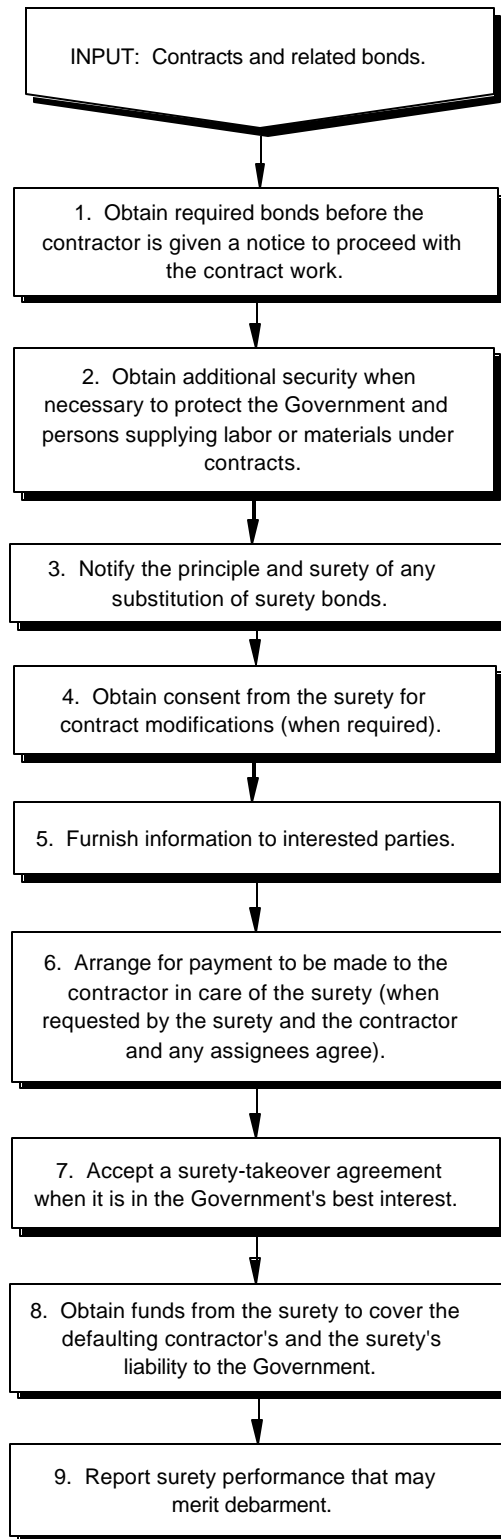 INPUT: Contracts and related bonds.
1. Obtain required bonds before the
contractor is given a notice to proceed with
the contract work.
2. Obtain additional security when
necessary to protect the Government and
persons supplying labor or materials under
contracts.
3. Notify the principle and surety of any
substitution of surety bonds.
4. Obtain consent from the surety for
contract modifications (when required).
5. Furnish information to interested parties.
6. Arrange for payment to be made to the
contractor in care of the surety (when
requested by the surety and the contractor
and any assignees agree).
7. Accept a surety-takeover agreement
when it is in the Government's best interest.
8. Obtain funds from the surety to cover the
defaulting contractor's and the surety's
liability to the Government.
9. Report surety performance that may
merit debarment.